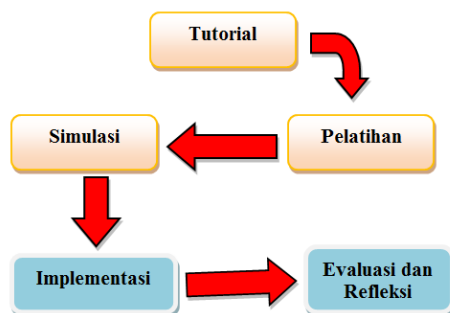 Tutorial
Pelatihan
Simulasi
Implementasi
Evaluasi dan
Refleksi